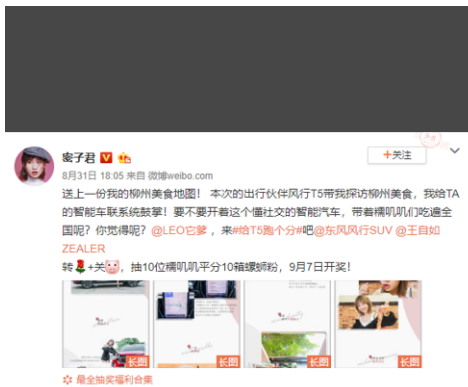 密子君
+关注
8月31日 18:05 来自 微博weibo.com
送上一份我的柳州美食地图! 本次的出行伙伴风行T5带我探访柳州美食，我给TA
的智能车联系统鼓掌! 要不要开着这个懂社交的智能汽车，带着糯叽叽们吃遍全
国呢? 你觉得呢? @LEO它爹 ，来#给T5跑个分#吧@东风风行SUV @王自如
ZEALER
转🌹+关🐷，抽10位糯叽叽平分10箱螺蛳粉，9月7日开奖!
长图 长图 长图 长图
最全抽奖福利合集